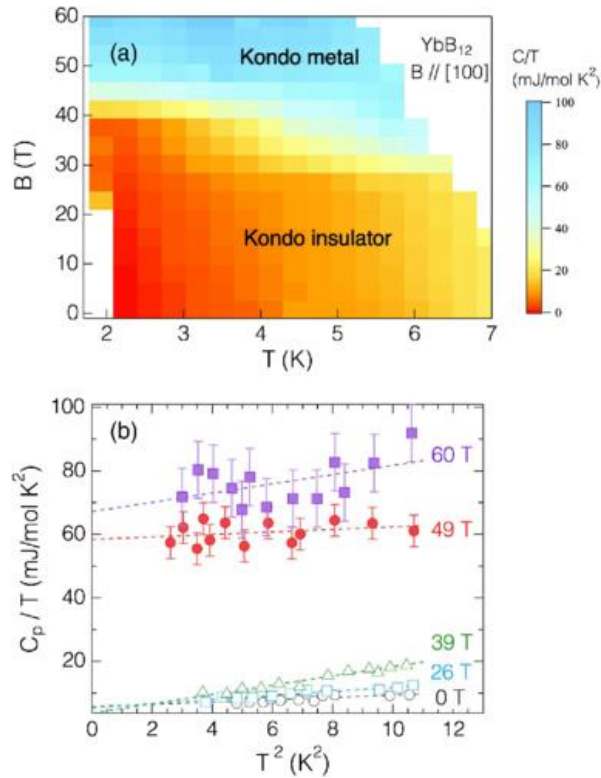 60
50
40
30
20
10
0
B (T)
(a)
Kondo metal
YbB12
B // [100]
Kondo insulator
2
3
4
5
6
7
T (K)
C/T
(mJ/mol K2)
100
80
60
40
20
0
(b)
100
80
60
40
20
Cp / T (mJ/mol K2)
60 T
49 T
39 T
26 T
0 T
0
2
4
6
8
10
12
T 2 (K2)